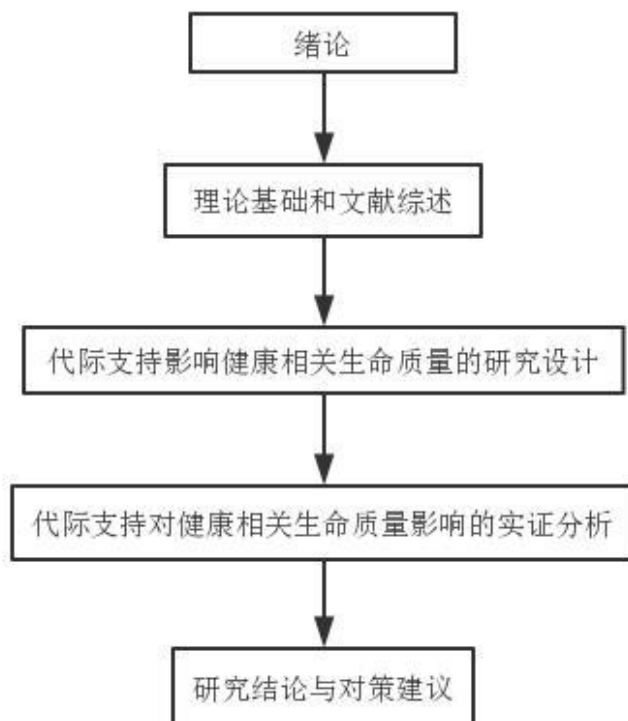 绪论
理论基础和文献综述
代际支持影响健康相关生命质量的研究设计
代际支持对健康相关生命质量影响的实证分析
研究结论与对策建议